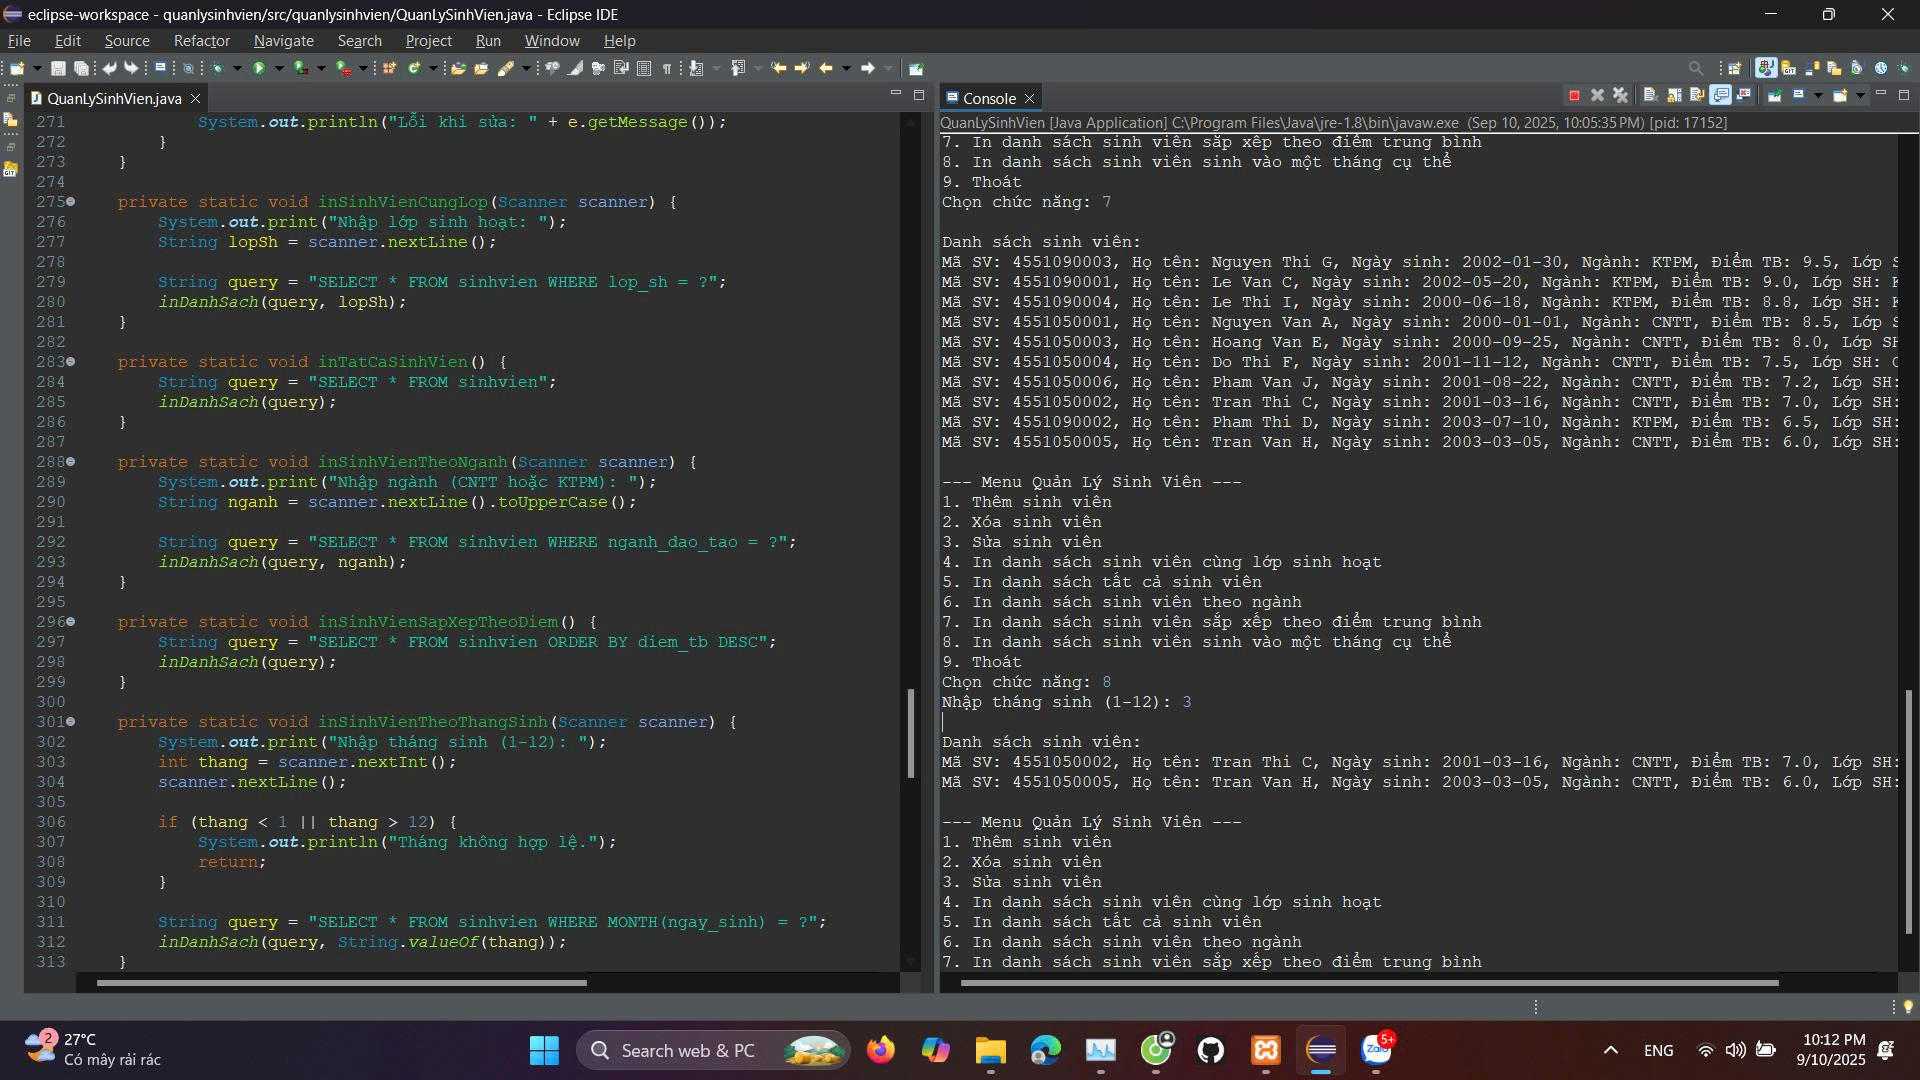 eclipse-workspace - quanlysinhvien/src/quanlysinhvien/QuanLySinhVien.java - Eclipse IDE
File Edit Source Refactor Navigate Search Project Run Window Help
QuanLySinhVien.java
271 System.out.println("Lỗi khi sửa: " + e.getMessage());
272 }
273 }
274
275 private static void inSinhVienCungLop(Scanner scanner) {
276 System.out.print("Nhập lớp sinh hoạt: ");
277 String lopSh = scanner.nextLine();
278
279 String query = "SELECT * FROM sinhvien WHERE lop_sh = ?";
280 inDanhSach(query, lopSh);
281 }
282
283 private static void inTatCaSinhVien() {
284 String query = "SELECT * FROM sinhvien";
285 inDanhSach(query);
286 }
287
288 private static void inSinhVienTheoNganh(Scanner scanner) {
289 System.out.print("Nhập ngành (CNTT hoặc KTPM): ");
290 String nganh = scanner.nextLine().toUpperCase();
291
292 String query = "SELECT * FROM sinhvien WHERE nganh_dao_tao = ?";
293 inDanhSach(query, nganh);
294 }
295
296 private static void inSinhVienSapXepTheoDiem() {
297 String query = "SELECT * FROM sinhvien ORDER BY diem_tb DESC";
298 inDanhSach(query);
299 }
300
301 private static void inSinhVienTheoThangSinh(Scanner scanner) {
302 System.out.print("Nhập tháng sinh (1-12): ");
303 int thang = scanner.nextInt();
304 scanner.nextLine();
305
306 if (thang < 1 || thang > 12) {
307 System.out.println("Tháng không hợp lệ.");
308 return;
309 }
310
311 String query = "SELECT * FROM sinhvien WHERE MONTH(ngay_sinh) = ?";
312 inDanhSach(query, String.valueOf(thang));
313 }
Console
QuanLySinhVien [Java Application] C:\Program Files\Java\jre-1.8\bin\javaw.exe (Sep 10, 2025, 10:05:35 PM) [pid: 17152]
7. In danh sách sinh viên sắp xếp theo điểm trung bình
8. In danh sách sinh viên sinh vào một tháng cụ thể
9. Thoát
Chọn chức năng: 7
Danh sách sinh viên:
Mã SV: 4551090003, Họ tên: Nguyen Thi G, Ngày sinh: 2002-01-30, Ngành: KTPM, Điểm TB: 9.5, Lớp S
Mã SV: 4551090001, Họ tên: Le Van C, Ngày sinh: 2002-05-20, Ngành: KTPM, Điểm TB: 9.0, Lớp SH: K
Mã SV: 4551090004, Họ tên: Le Thi I, Ngày sinh: 2000-06-18, Ngành: KTPM, Điểm TB: 8.8, Lớp SH: K
Mã SV: 4551050001, Họ tên: Nguyen Van A, Ngày sinh: 2000-01-01, Ngành: CNTT, Điểm TB: 8.5, Lớp S
Mã SV: 4551050003, Họ tên: Hoang Van E, Ngày sinh: 2000-09-25, Ngành: CNTT, Điểm TB: 8.0, Lớp SH
Mã SV: 4551050004, Họ tên: Do Thi F, Ngày sinh: 2001-11-12, Ngành: CNTT, Điểm TB: 7.5, Lớp SH: C
Mã SV: 4551050006, Họ tên: Pham Van J, Ngày sinh: 2001-08-22, Ngành: CNTT, Điểm TB: 7.2, Lớp SH:
Mã SV: 4551050002, Họ tên: Tran Thi C, Ngày sinh: 2001-03-16, Ngành: CNTT, Điểm TB: 7.0, Lớp SH:
Mã SV: 4551090002, Họ tên: Pham Thi D, Ngày sinh: 2003-07-10, Ngành: KTPM, Điểm TB: 6.5, Lớp SH:
Mã SV: 4551050005, Họ tên: Tran Van H, Ngày sinh: 2003-03-05, Ngành: CNTT, Điểm TB: 6.0, Lớp SH:
--- Menu Quản Lý Sinh Viên ---
1. Thêm sinh viên
2. Xóa sinh viên
3. Sửa sinh viên
4. In danh sách sinh viên cùng lớp sinh hoạt
5. In danh sách tất cả sinh viên
6. In danh sách sinh viên theo ngành
7. In danh sách sinh viên sắp xếp theo điểm trung bình
8. In danh sách sinh viên sinh vào một tháng cụ thể
9. Thoát
Chọn chức năng: 8
Nhập tháng sinh (1-12): 3
Danh sách sinh viên:
Mã SV: 4551050002, Họ tên: Tran Thi C, Ngày sinh: 2001-03-16, Ngành: CNTT, Điểm TB: 7.0, Lớp SH:
Mã SV: 4551050005, Họ tên: Tran Van H, Ngày sinh: 2003-03-05, Ngành: CNTT, Điểm TB: 6.0, Lớp SH:
--- Menu Quản Lý Sinh Viên ---
1. Thêm sinh viên
2. Xóa sinh viên
3. Sửa sinh viên
4. In danh sách sinh viên cùng lớp sinh hoạt
5. In danh sách tất cả sinh viên
6. In danh sách sinh viên theo ngành
7. In danh sách sinh viên sắp xếp theo điểm trung bình
2
27°C
Có mây rải rác
Search web & PC
Zalo
5+
ENG
10:12 PM
9/10/2025